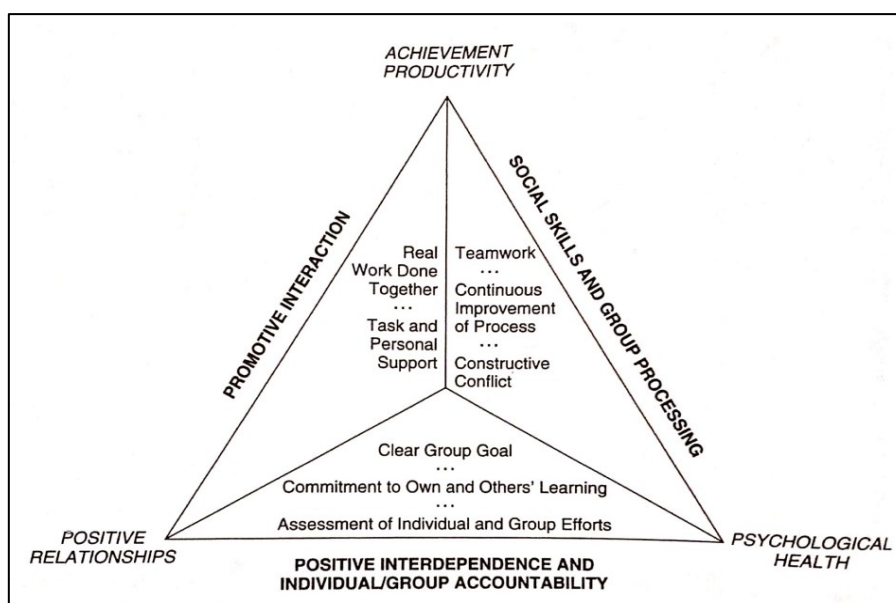 ACHIEVEMENT
PRODUCTIVITY
PROMOTIVE INTERACTION
SOCIAL SKILLS AND GROUP PROCESSING
Real
Work Done
Together
...
Task and
Personal
Support
Teamwork
...
Continuous
Improvement
of Process
...
Constructive
Conflict
Clear Group Goal
...
Commitment to Own and Others' Learning
...
Assessment of Individual and Group Efforts
POSITIVE
RELATIONSHIPS
PSYCHOLOGICAL
HEALTH
POSITIVE INTERDEPENDENCE AND
INDIVIDUAL/GROUP ACCOUNTABILITY